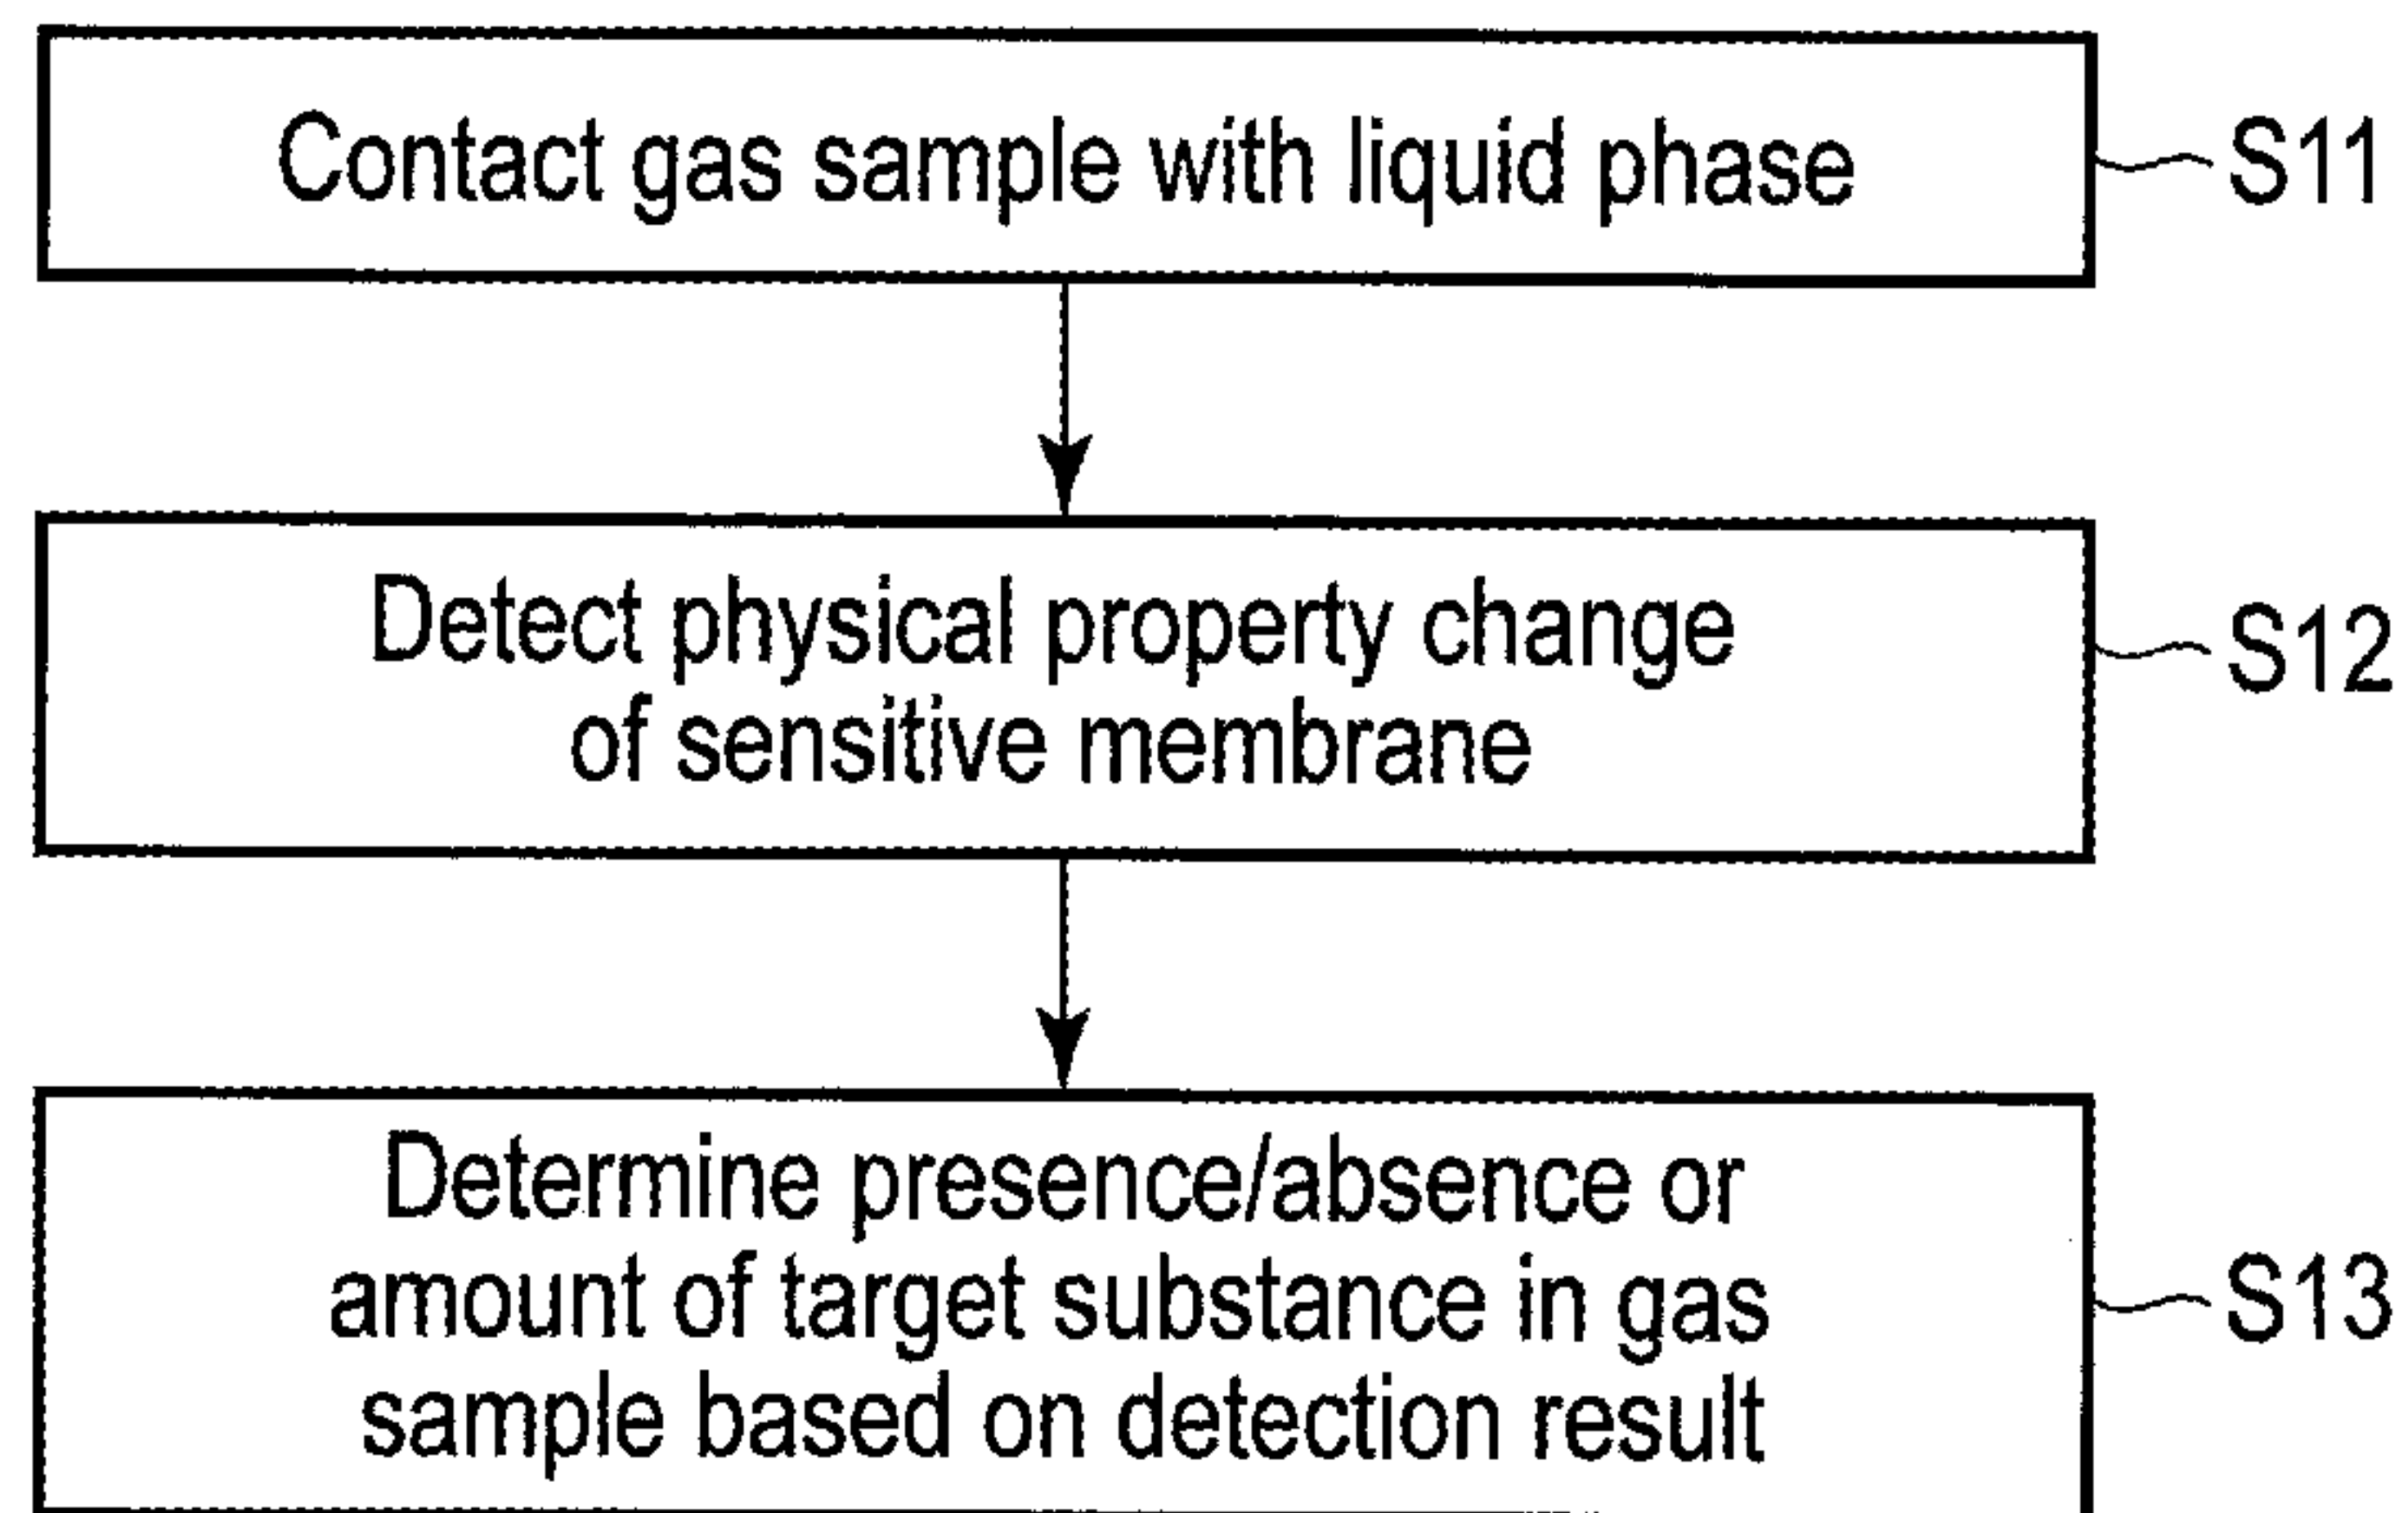 Contact gas sample with liquid phase
S11
Detect physical property change
of sensitive membrane
S12
Determine presence/absence or
amount of target substance in gas
sample based on detection result
S13